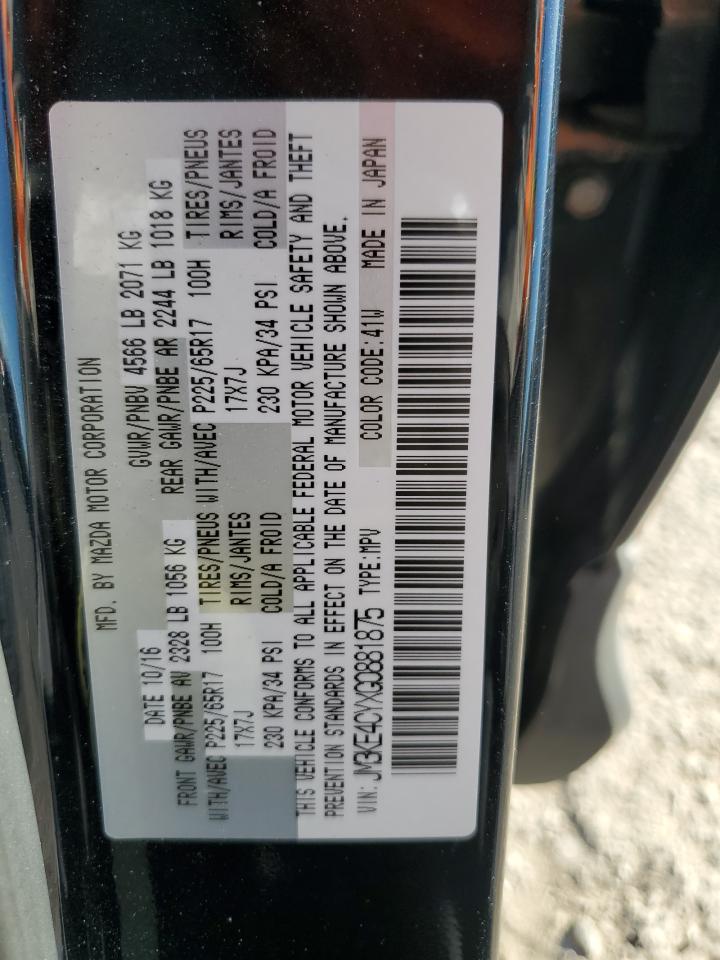 MFD. BY MAZDA MOTOR CORPORATION
DATE 10/16 GVWR/PNBV 4566 LB 2071 KG
FRONT GAWR/PNBE AV 2328 LB 1056 KG REAR GAWR/PNBE AR 2244 LB 1018 KG
WITH/AVEC P225/65R17 100H TIRES/PNEUS WITH/AVEC P225/65R17 100H TIRES/PNEUS
17X7J RIMS/JANTES 17X7J RIMS/JANTES
230 KPA/34 PSI COLD/A FROID 230 KPA/34 PSI COLD/A FROID
THIS VEHICLE CONFORMS TO ALL APPLICABLE FEDERAL MOTOR VEHICLE SAFETY AND THEFT
PREVENTION STANDARDS IN EFFECT ON THE DATE OF MANUFACTURE SHOWN ABOVE.
VIN: JM3KE4CYXG0881875 TYPE:MPV COLOR CODE:41W MADE IN JAPAN